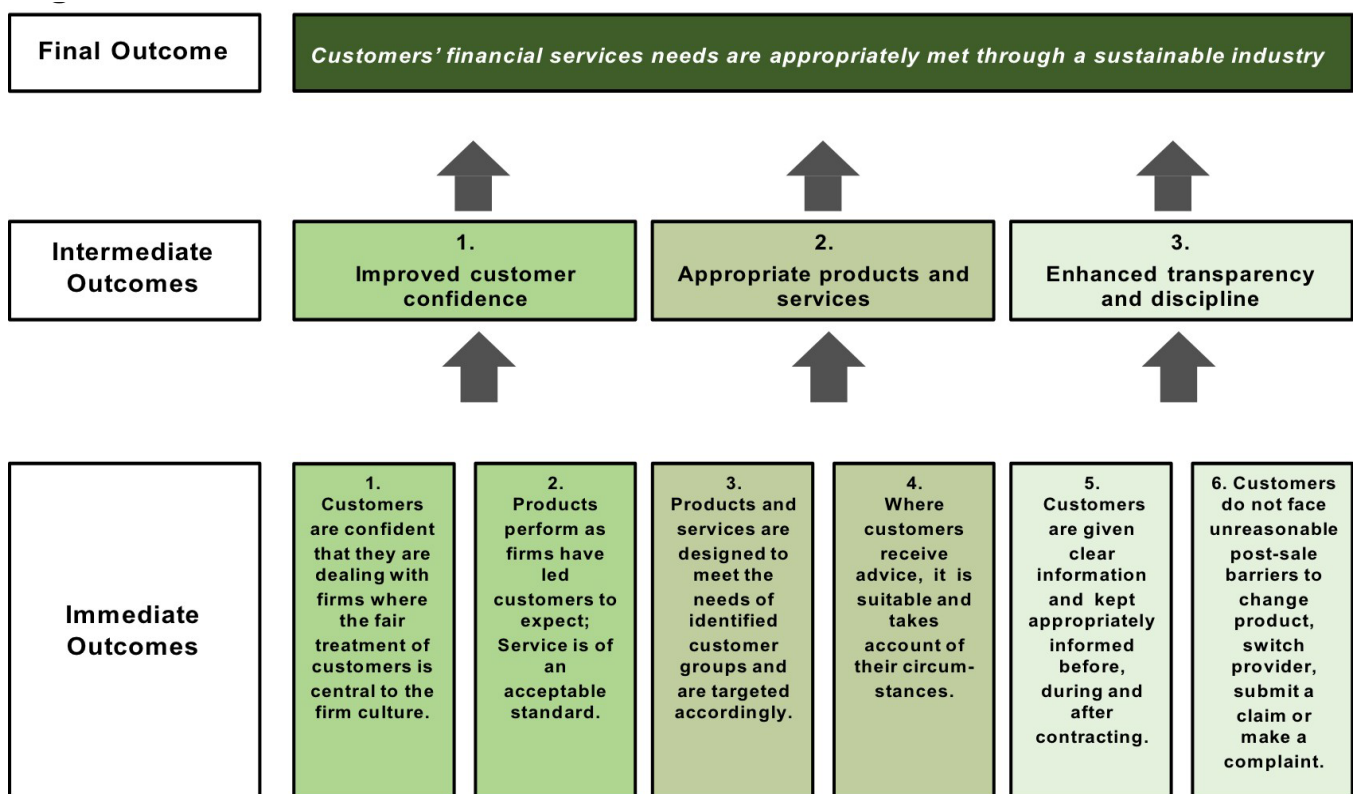 Final Outcome
Customers’ financial services needs are appropriately met through a sustainable industry
Intermediate
Outcomes
1.
Improved customer
confidence
2.
Appropriate products and
services
3.
Enhanced transparency
and discipline
Immediate
Outcomes
1.
Customers
are confident
that they are
dealing with
firms where
the fair
treatment of
customers is
central to the
firm culture.
2.
Products
perform as
firms have
led
customers to
expect;
Service is of
an
acceptable
standard.
3.
Products and
services are
designed to
meet the
needs of
identified
customer
groups and
are targeted
accordingly.
4.
Where
customers
receive
advice, it is
suitable and
takes
account of
their circum-
stances.
5.
Customers
are given
clear
information
and kept
appropriately
informed
before,
during and
after
contracting.
6. Customers
do not face
unreasonable
post-sale
barriers to
change
product,
switch
provider,
submit a
claim or
make a
complaint.